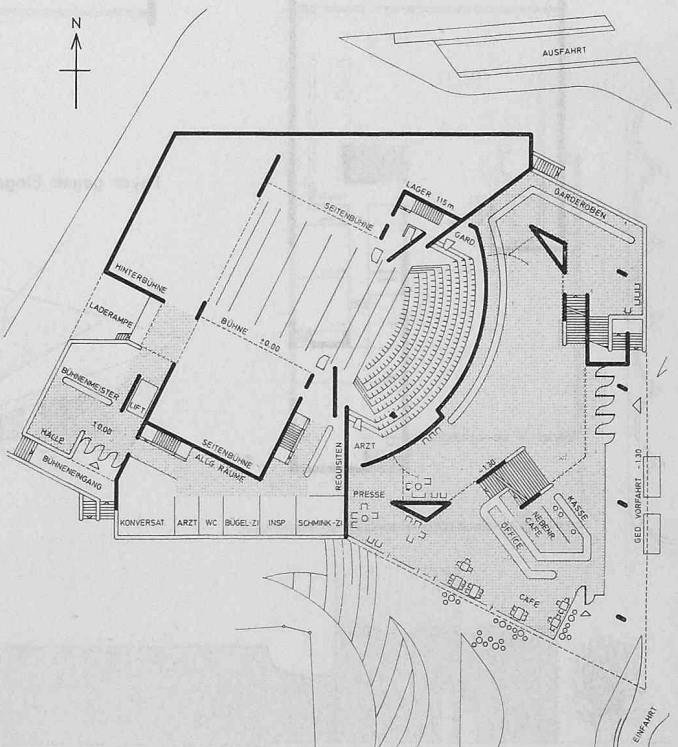 N
AUSFAHRT
LAGER 115m
GARDEROBEN
SEITENBÜHNE
GARD
HINTERBÜHNE
LADERAMPE
BÜHNE ±0.00
BÜHNENMEISTER
LIFT
±0.00
HALLE
BÜHNENEINGANG
SEITENBÜHNE
ALLG. RÄUME
REQUISITEN
ARZT
-1.30
PRESSE
KONVERSAT.
ARZT
WC
BÜGEL-ZI
INSP
SCHMINK-ZI
KASSE
NEBENR. CAFE
OFFICE
CAFE
GED VORFAHRT -1.30
EINFAHRT